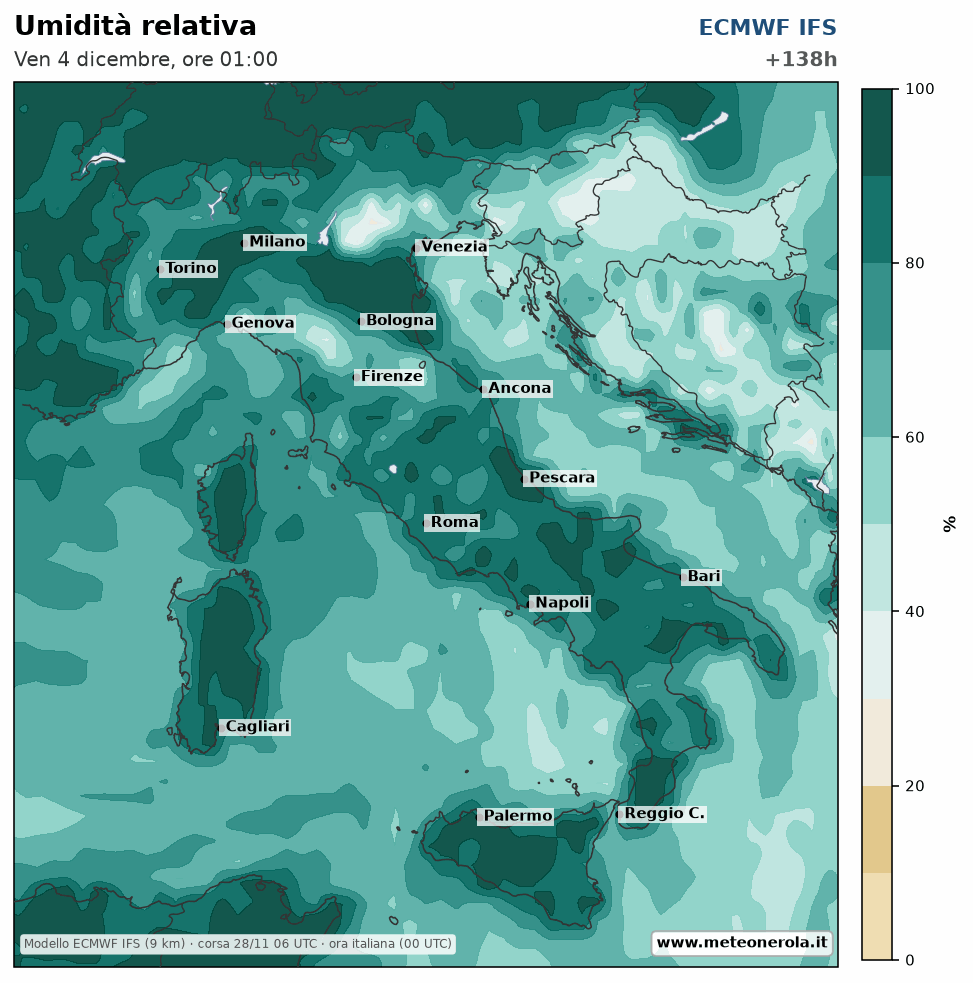 Umidità relativa
ECMWF IFS
Ven 4 dicembre, ore 01:00
+138h
100
80
60
40
20
0
%
Milano
Venezia
Torino
Genova
Bologna
Firenze
Ancona
Pescara
Roma
Bari
Napoli
Cagliari
Palermo
Reggio C.
Modello ECMWF IFS (9 km) · corsa 28/11 06 UTC · ora italiana (00 UTC)
www.meteonerola.it